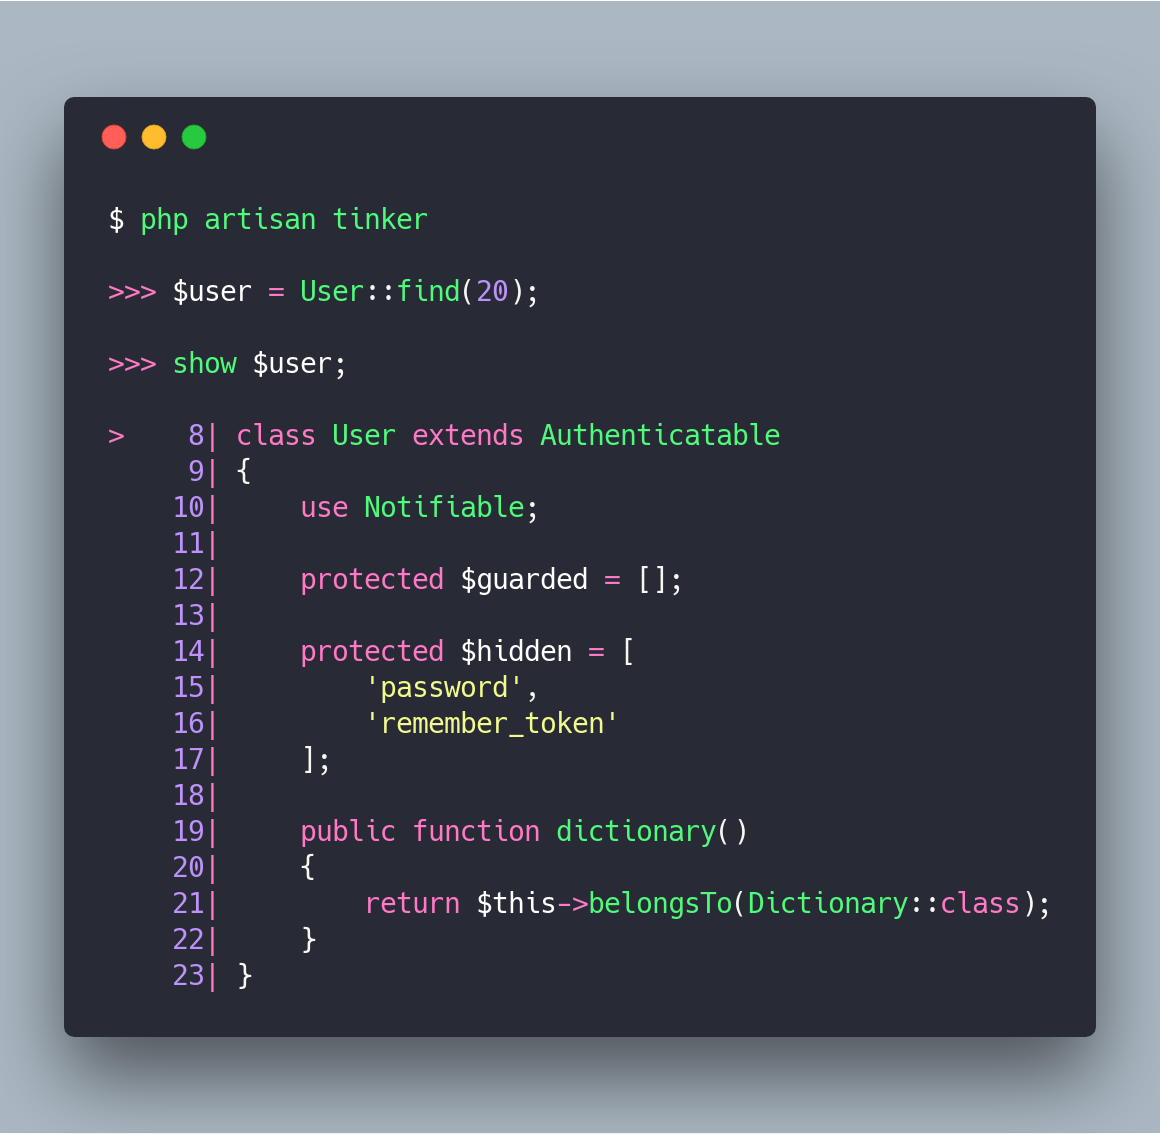 $ php artisan tinker
>>> $user = User::find(20);
>>> show $user;
>    8| class User extends Authenticatable
     9| {
    10|     use Notifiable;
    11|
    12|     protected $guarded = [];
    13|
    14|     protected $hidden = [
    15|         'password',
    16|         'remember_token'
    17|     ];
    18|
    19|     public function dictionary()
    20|     {
    21|         return $this->belongsTo(Dictionary::class);
    22|     }
    23| }